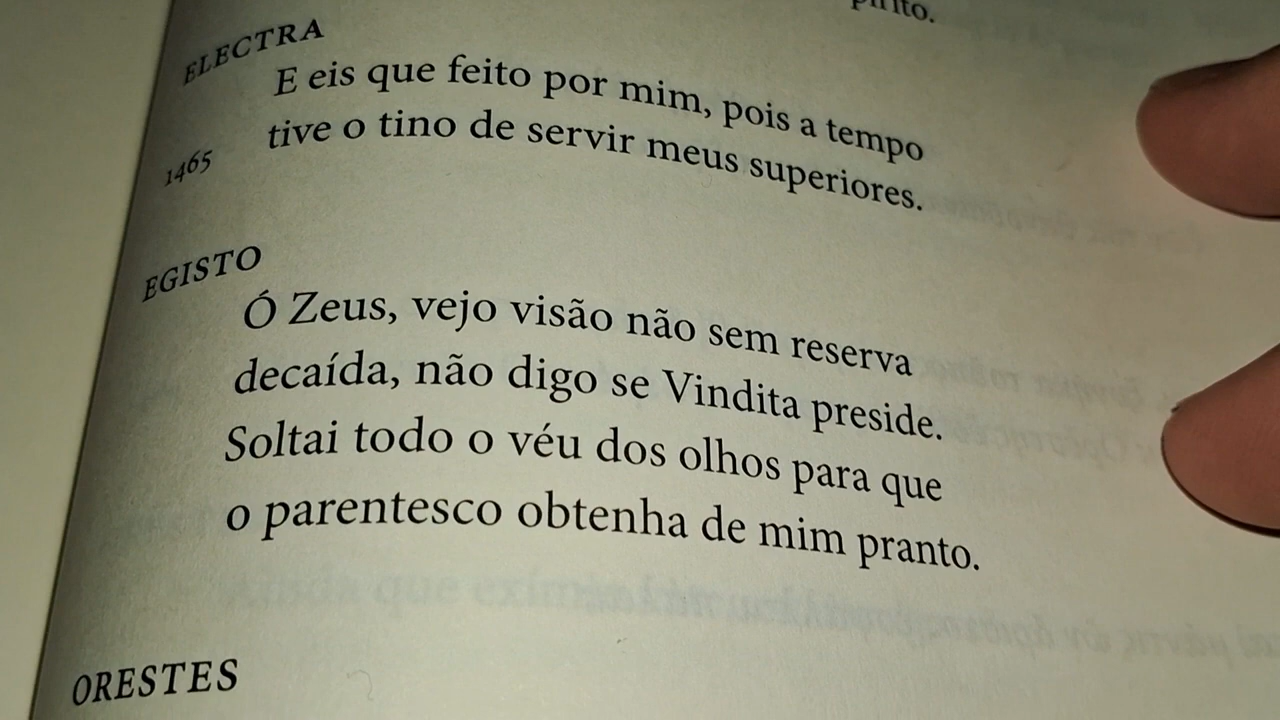 ELECTRA
E eis que feito por mim, pois a tempo
1465 tive o tino de servir meus superiores.
EGISTO
Ó Zeus, vejo visão não sem reserva
decaída, não digo se Vindita preside.
Soltai todo o véu dos olhos para que
o parentesco obtenha de mim pranto.
ORESTES